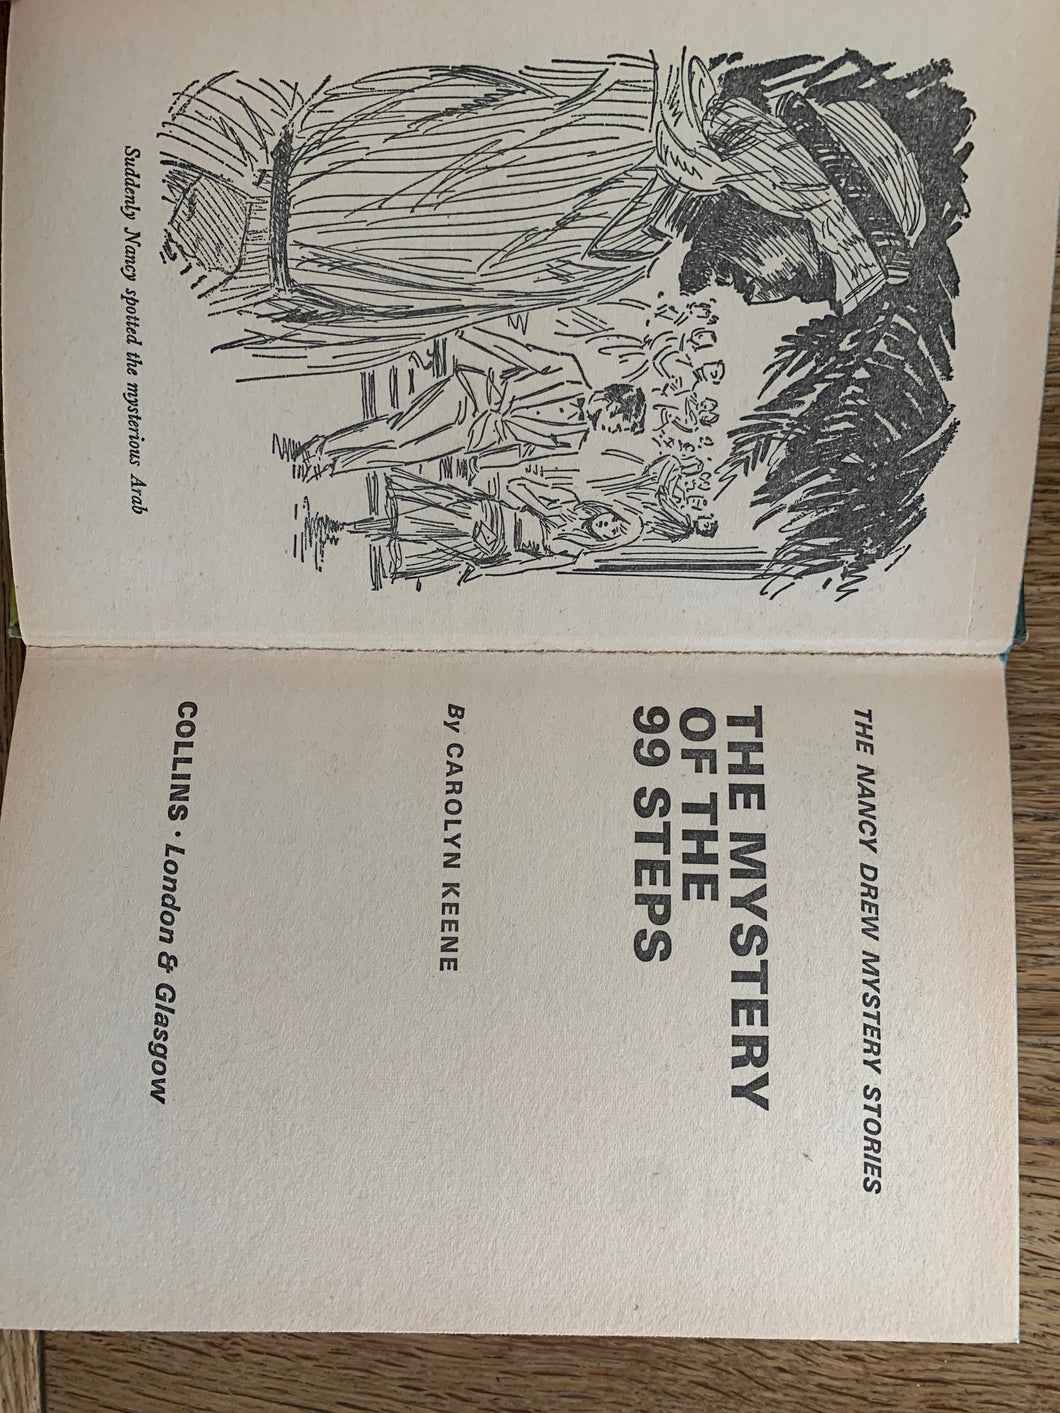 Suddenly Nancy spotted the mysterious Arab
THE NANCY DREW MYSTERY STORIES
THE MYSTERY
OF THE
99 STEPS
By CAROLYN KEENE
COLLINS · London & Glasgow